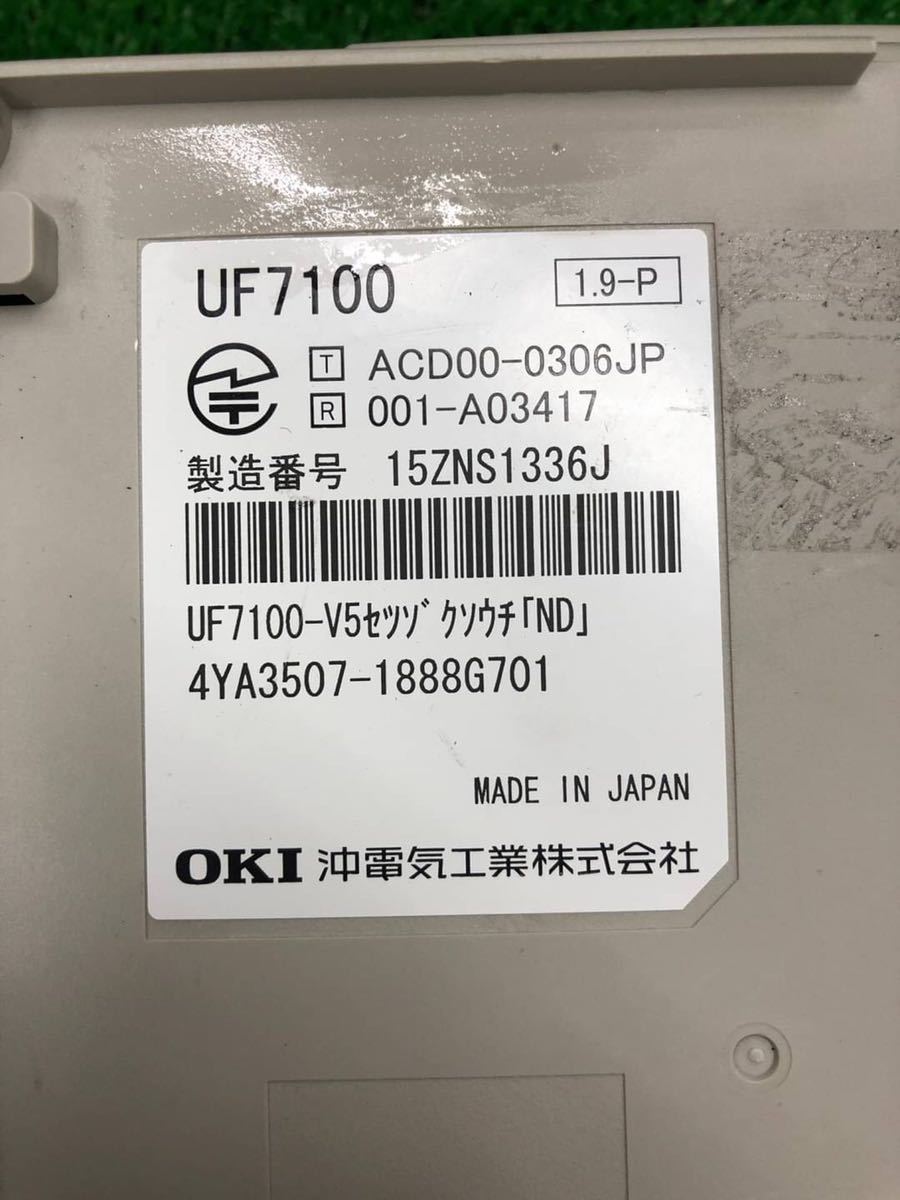 UF7100
1.9-P
T ACD00-0306JP
R 001-A03417
製造番号 15ZNS1336J
UF7100-V5ｾﾂｿﾞｸｿｳﾁ「ND」
4YA3507-1888G701
MADE IN JAPAN
OKI 沖電気工業株式会社